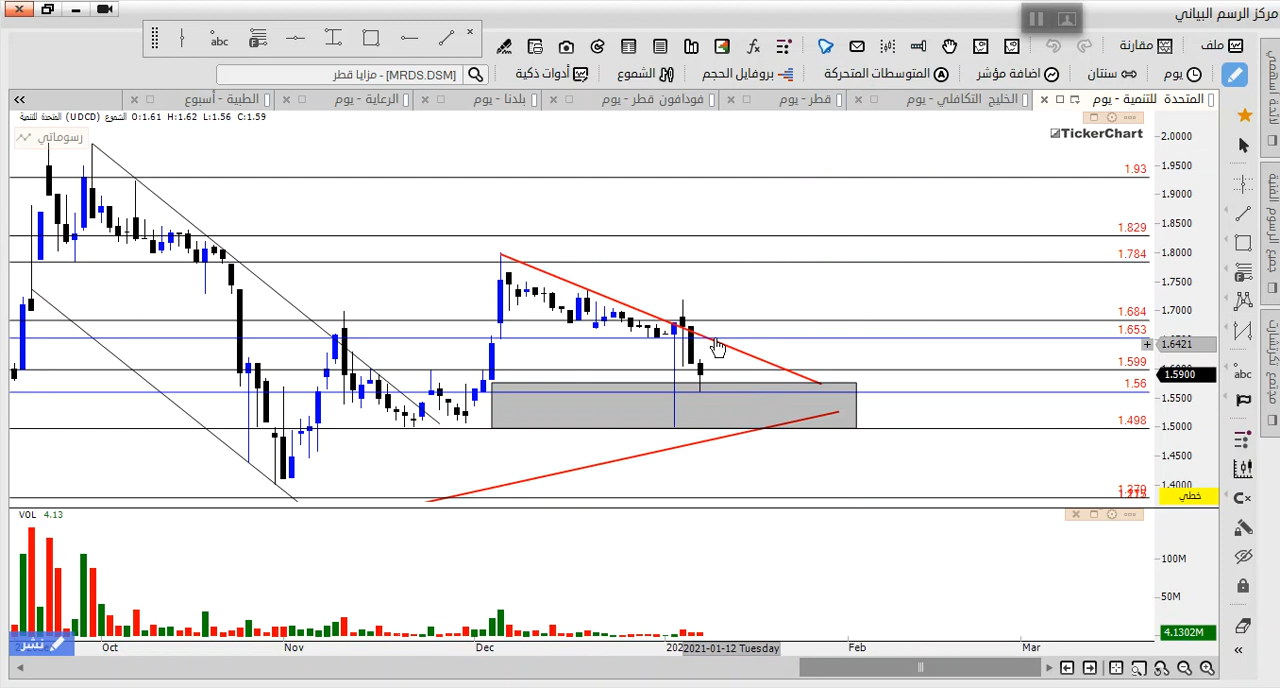 مركز الرسم البياني
abc
ملف
مقارنة
يوم
سنتان
اضافة مؤشر
المتوسطات المتحركة
بروفايل الحجم
الشموع
أدوات ذكية
[MRDS.DSM] - مزايا قطر
المتحدة للتنمية - يوم
الخليج التكافلي - يوم
قطر - يوم
فودافون قطر - يوم
بلدنا - يوم
الرعاية - يوم
الطبية - أسبوع
المتحدة للتنمية (UDCD) الشموع O:1.61 H:1.62 L:1.56 C:1.59
رسوماتي
TickerChart
2.0000
1.9500
1.9000
1.8500
1.8000
1.7500
1.7000
1.6421
1.5900
1.5500
1.5000
1.4500
1.4000
1.93
1.829
1.784
1.684
1.653
1.599
1.56
1.498
خطي
abc
VOL 4.13
100M
50M
4.1302M
نشر
Oct
Nov
Dec
2021-01-12 Tuesday
Feb
Mar